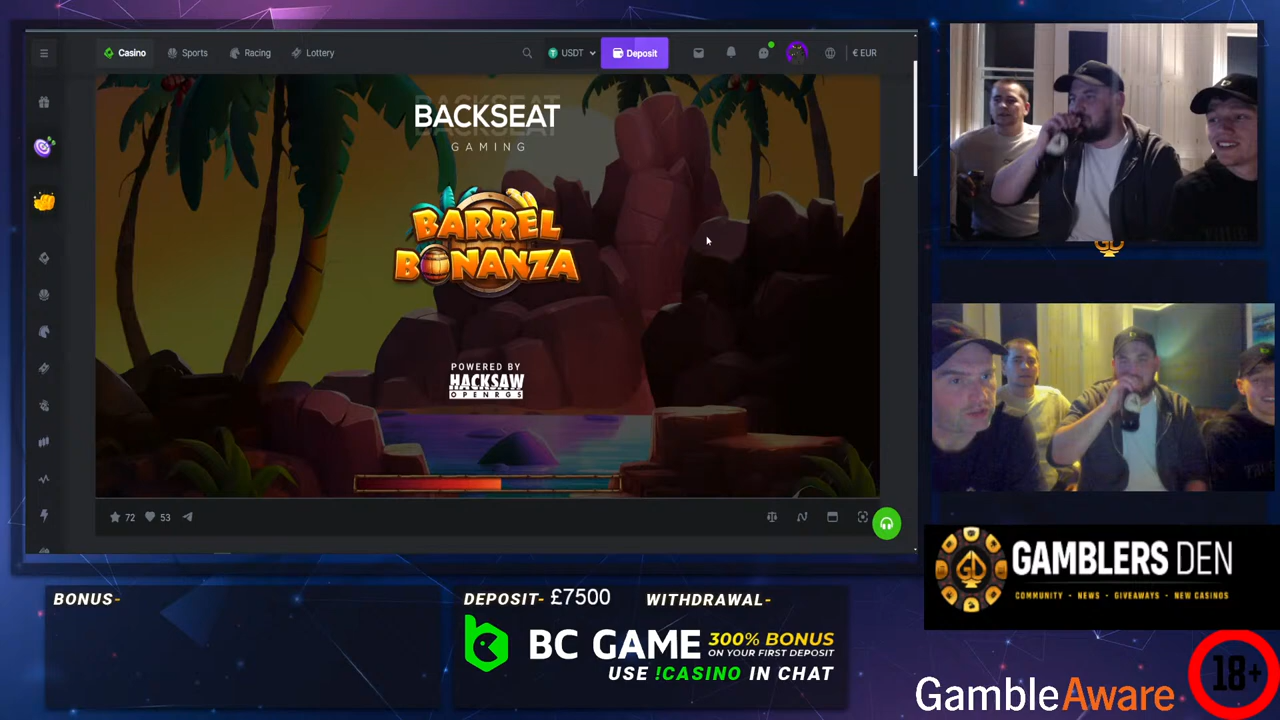 Casino
Sports
Racing
Lottery
USDT
Deposit
€ EUR
BACKSEAT
GAMING
BARREL
BONANZA
POWERED BY
HACKSAW
OPENRGS
72
53
BONUS-
DEPOSIT- £7500
WITHDRAWAL-
BC GAME
300% BONUS
ON YOUR FIRST DEPOSIT
USE !CASINO IN CHAT
GD
GAMBLERS DEN
COMMUNITY - NEWS - GIVEAWAYS - NEW CASINOS
GambleAware
18+